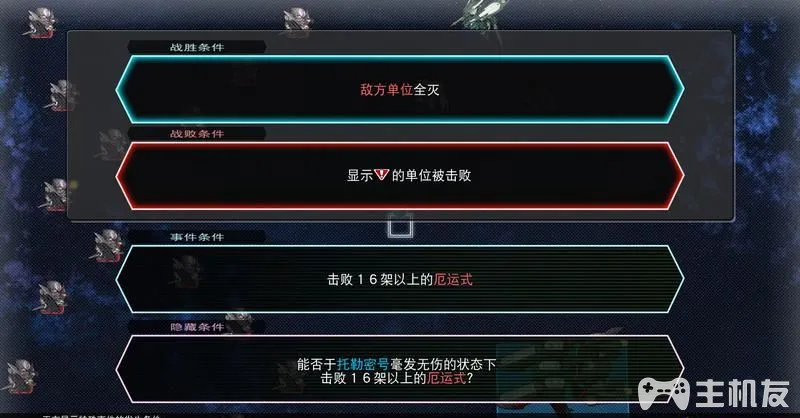 战胜条件
敌方单位全灭
战败条件
显示!的单位被击败
事件条件
击败16架以上的厄运式
隐藏条件
能否于托勒密号毫发无伤的状态下
击败16架以上的厄运式?
主机友